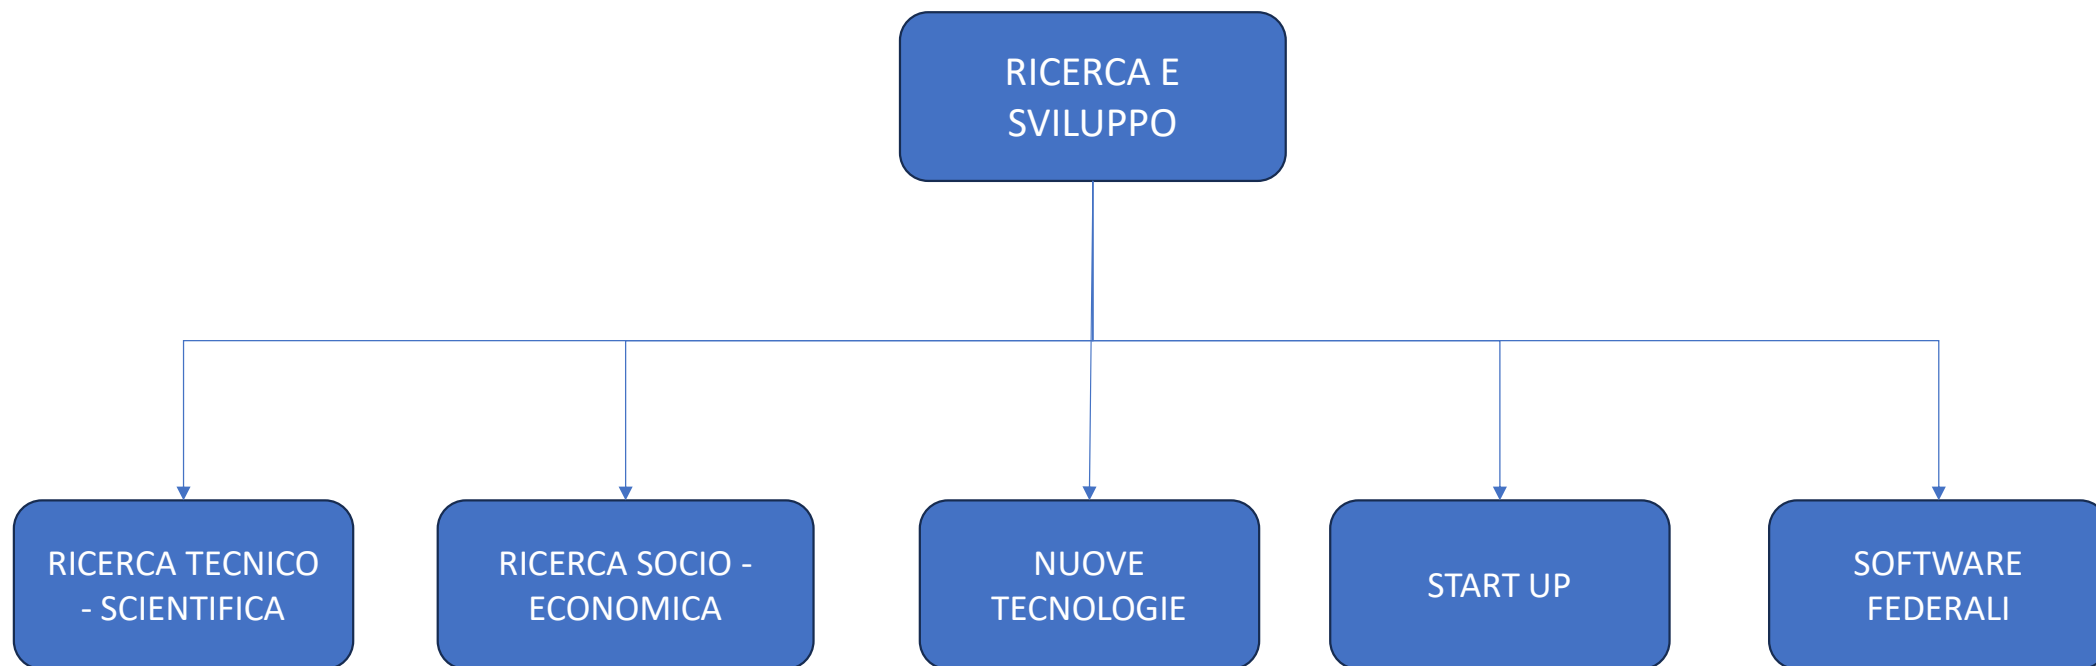 RICERCA E
SVILUPPO
RICERCA TECNICO
- SCIENTIFICA
RICERCA SOCIO -
ECONOMICA
NUOVE
TECNOLOGIE
START UP
SOFTWARE
FEDERALI